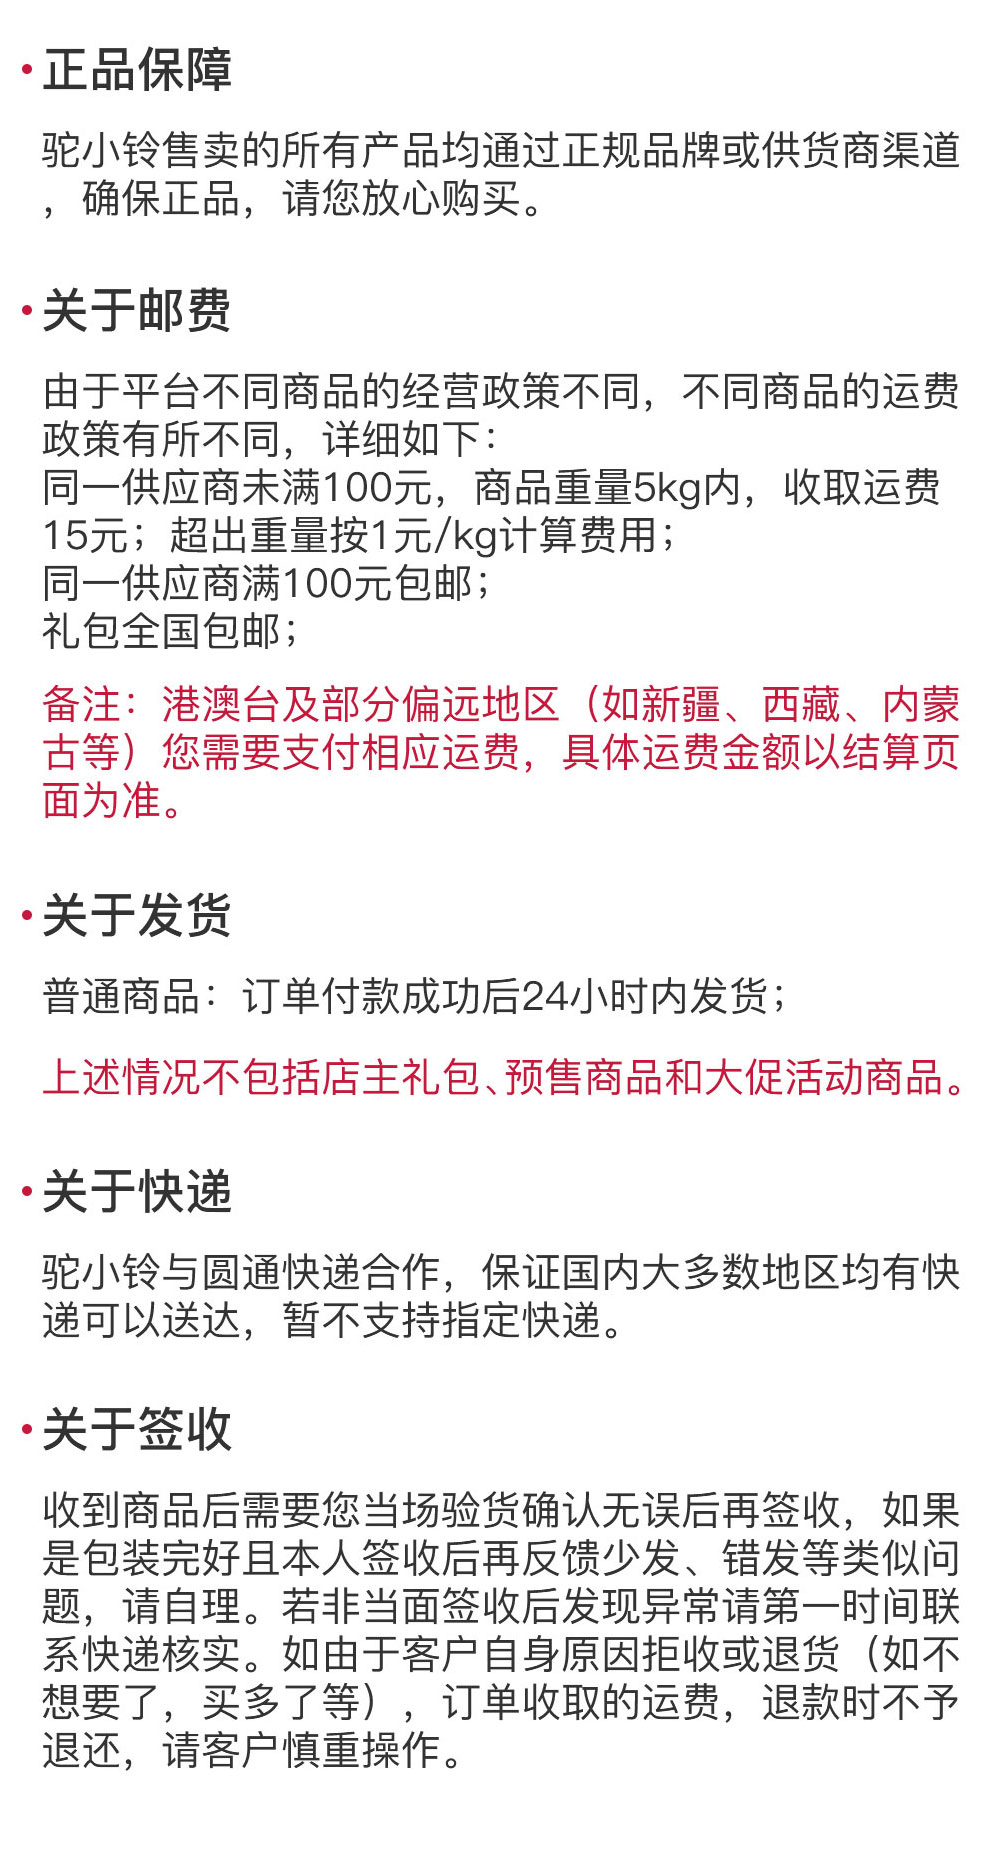 ·正品保障
驼小铃售卖的所有产品均通过正规品牌或供货商渠道
，确保正品，请您放心购买。
·关于邮费
由于平台不同商品的经营政策不同，不同商品的运费
政策有所不同，详细如下：
同一供应商未满100元，商品重量5kg内，收取运费
15元；超出重量按1元/kg计算费用；
同一供应商满100元包邮；
礼包全国包邮；
备注：港澳台及部分偏远地区（如新疆、西藏、内蒙
古等）您需要支付相应运费，具体运费金额以结算页
面为准。
·关于发货
普通商品：订单付款成功后24小时内发货；
上述情况不包括店主礼包、预售商品和大促活动商品。
·关于快递
驼小铃与圆通快递合作，保证国内大多数地区均有快
递可以送达，暂不支持指定快递。
·关于签收
收到商品后需要您当场验货确认无误后再签收，如果
是包装完好且本人签收后再反馈少发、错发等类似问
题，请自理。若非当面签收后发现异常请第一时间联
系快递核实。如由于客户自身原因拒收或退货（如不
想要了，买多了等），订单收取的运费，退款时不予
退还，请客户慎重操作。